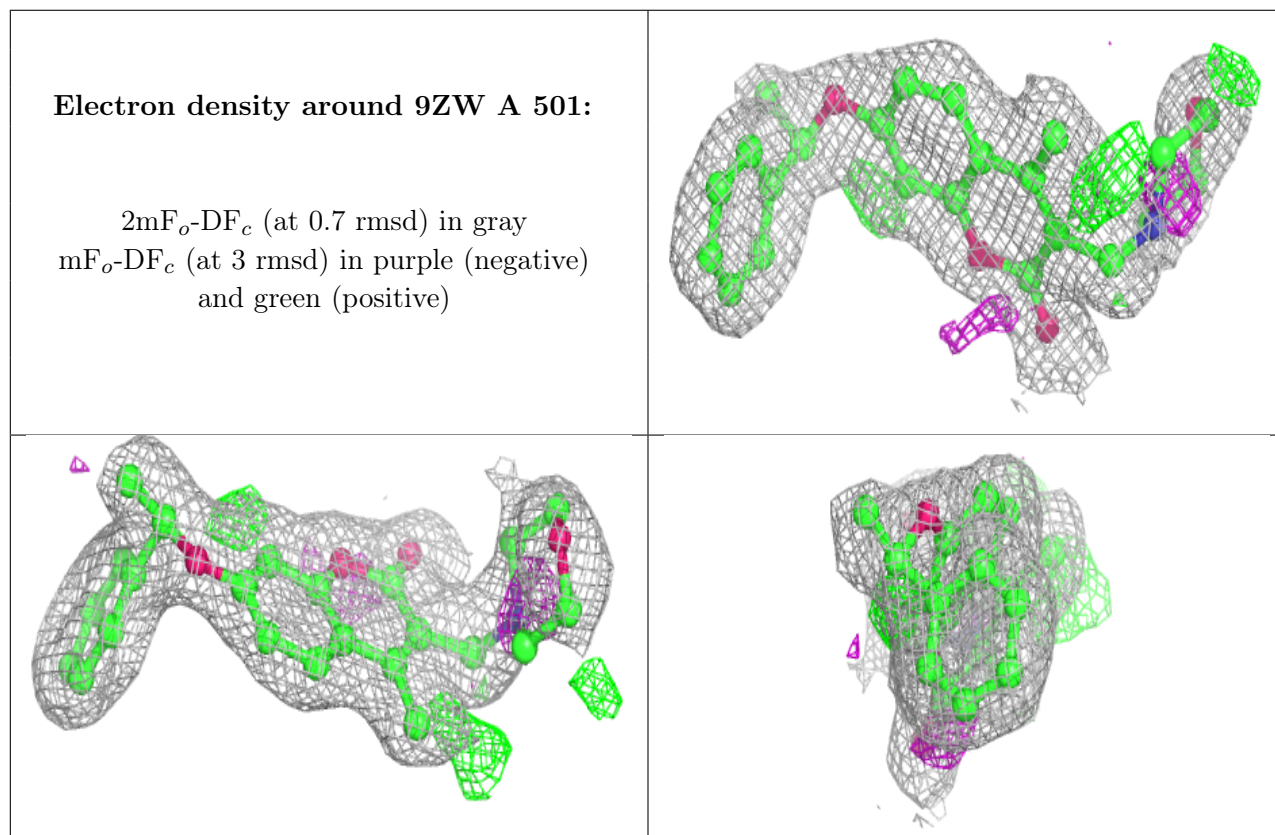 Electron density around 9ZW A 501:
2mFₒ-DF𝒸 (at 0.7 rmsd) in gray
mFₒ-DF𝒸 (at 3 rmsd) in purple (negative)
and green (positive)